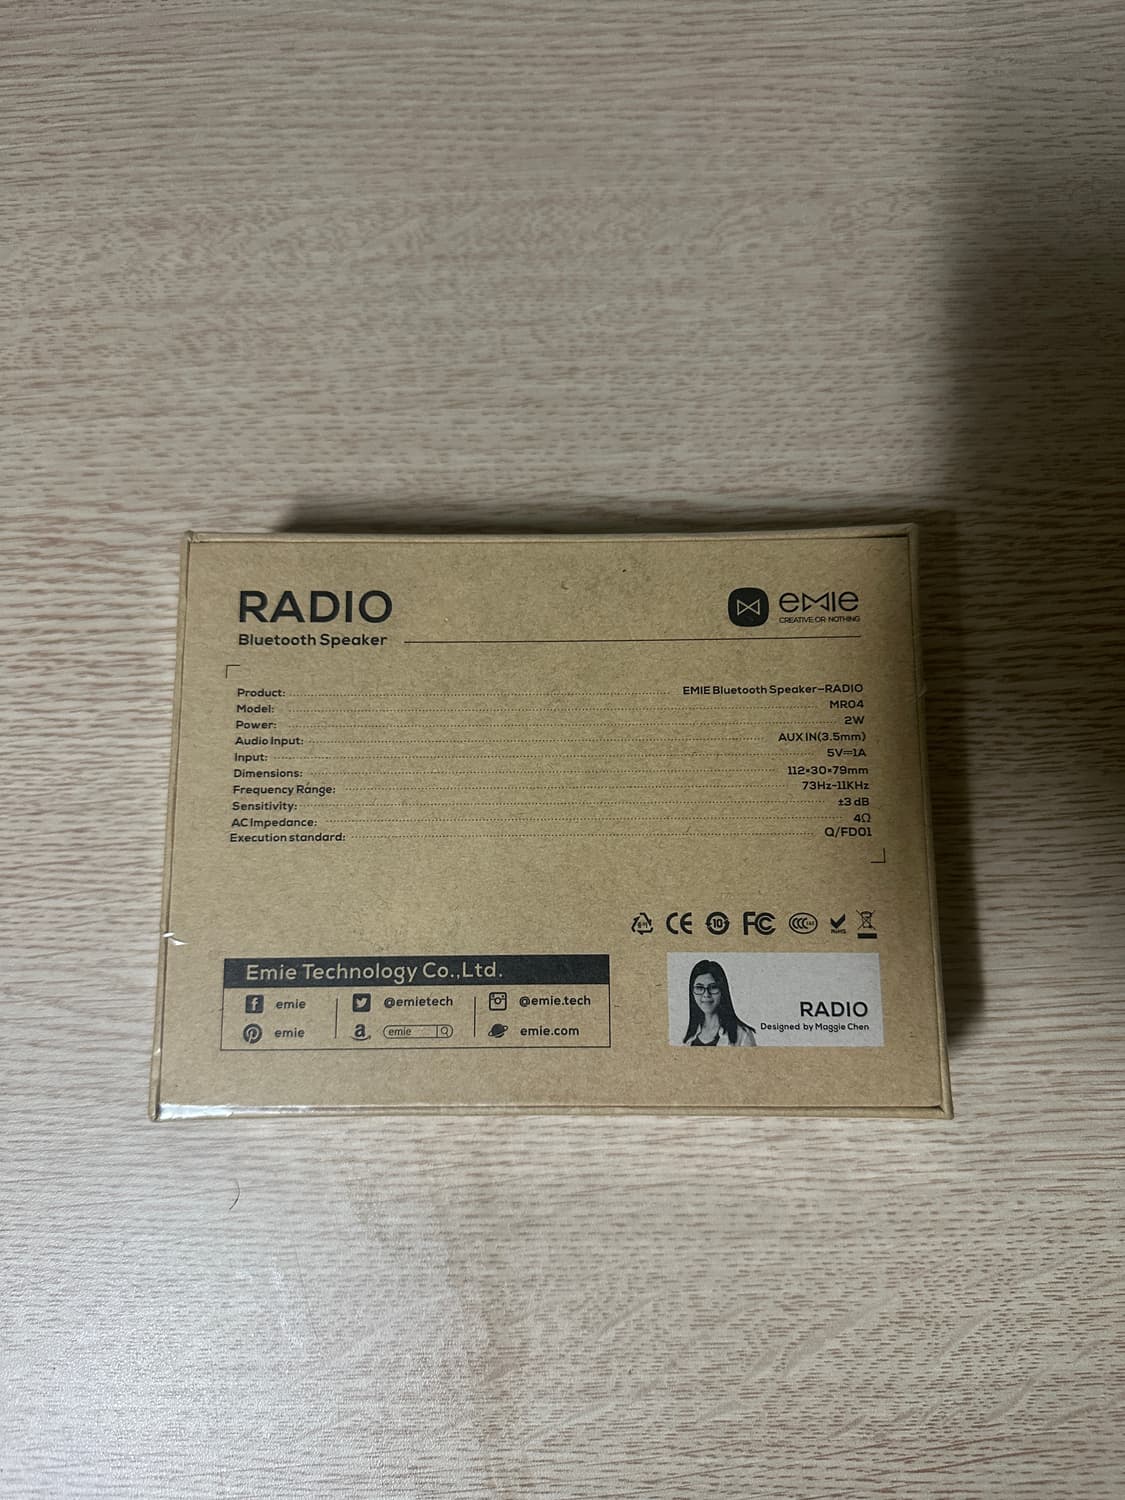 RADIO
Bluetooth Speaker
emie
CREATIVE OR NOTHING
Product: EMIE Bluetooth Speaker-RADIO
Model: MR04
Power: 2W
Audio Input: AUX IN(3.5mm)
Input: 5V⎓1A
Dimensions: 112*30*79mm
Frequency Range: 73Hz-11KHz
Sensitivity: ±3 dB
AC Impedance: 4Ω
Execution standard: Q/FD01
CE 10 FC CCC RoHS
Emie Technology Co.,Ltd.
f emie @emietech @emie.tech
emie a emie emie.com
RADIO
Designed by Maggie Chen